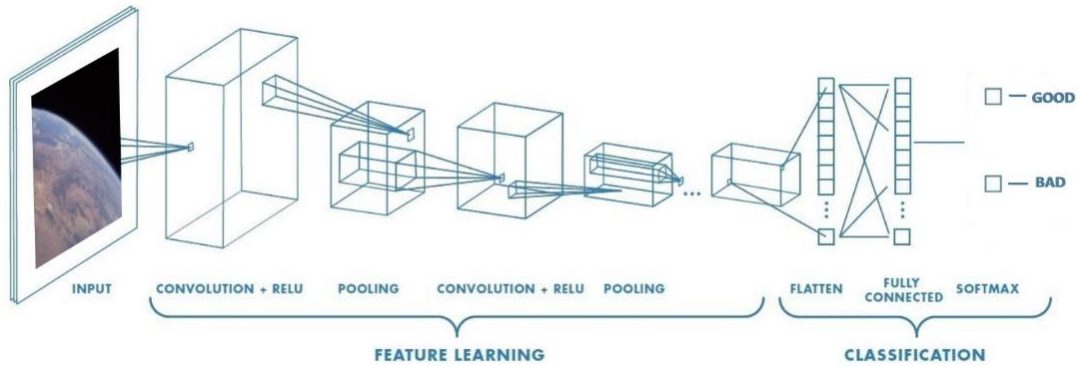 GOOD
BAD
INPUT
CONVOLUTION + RELU
POOLING
CONVOLUTION + RELU
POOLING
FLATTEN
FULLY
CONNECTED
SOFTMAX
FEATURE LEARNING
CLASSIFICATION